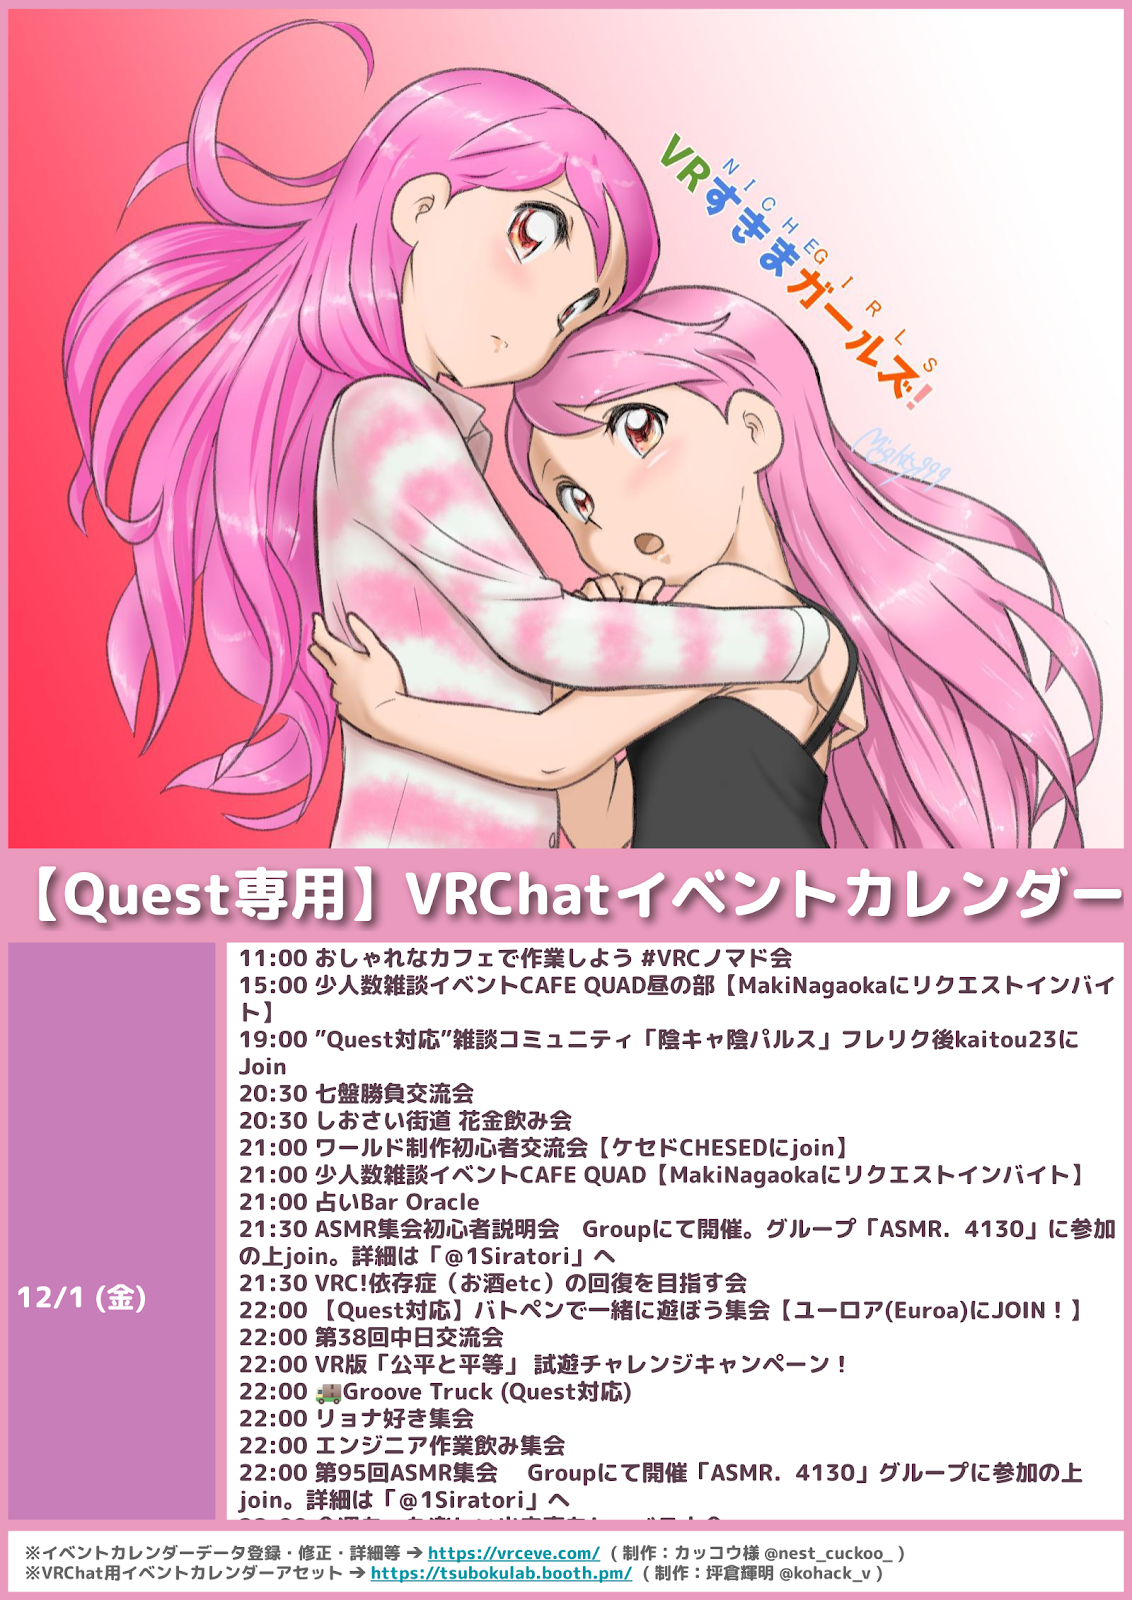 NICHE GIRLS
VRすきまガールズ!
Mighty999
【Quest専用】VRChatイベントカレンダー
12/1 (金)
11:00 おしゃれなカフェで作業しよう #VRCノマド会
15:00 少人数雑談イベントCAFE QUAD昼の部【MakiNagaokaにリクエストインバイ
ト】
19:00 ”Quest対応”雑談コミュニティ「陰キャ陰パルス」フレリク後kaitou23に
Join
20:30 七盤勝負交流会
20:30 しおさい街道 花金飲み会
21:00 ワールド制作初心者交流会【ケセドCHESEDにjoin】
21:00 少人数雑談イベントCAFE QUAD【MakiNagaokaにリクエストインバイト】
21:00 占いBar Oracle
21:30 ASMR集会初心者説明会　Groupにて開催。グループ「ASMR．4130」に参加
の上join。詳細は「@1Siratori」へ
21:30 VRC!依存症（お酒etc）の回復を目指す会
22:00 【Quest対応】バトペンで一緒に遊ぼう集会【ユーロア(Euroa)にJOIN！】
22:00 第38回中日交流会
22:00 VR版「公平と平等」 試遊チャレンジキャンペーン！
22:00 🚚Groove Truck (Quest対応)
22:00 リョナ好き集会
22:00 エンジニア作業飲み集会
22:00 第95回ASMR集会　 Groupにて開催「ASMR．4130」グループに参加の上
join。詳細は「@1Siratori」へ
※イベントカレンダーデータ登録・修正・詳細等 ➔ https://vrceve.com/ ( 制作：カッコウ様 @nest_cuckoo_ )
※VRChat用イベントカレンダーアセット ➔ https://tsubokulab.booth.pm/ ( 制作：坪倉輝明 @kohack_v )